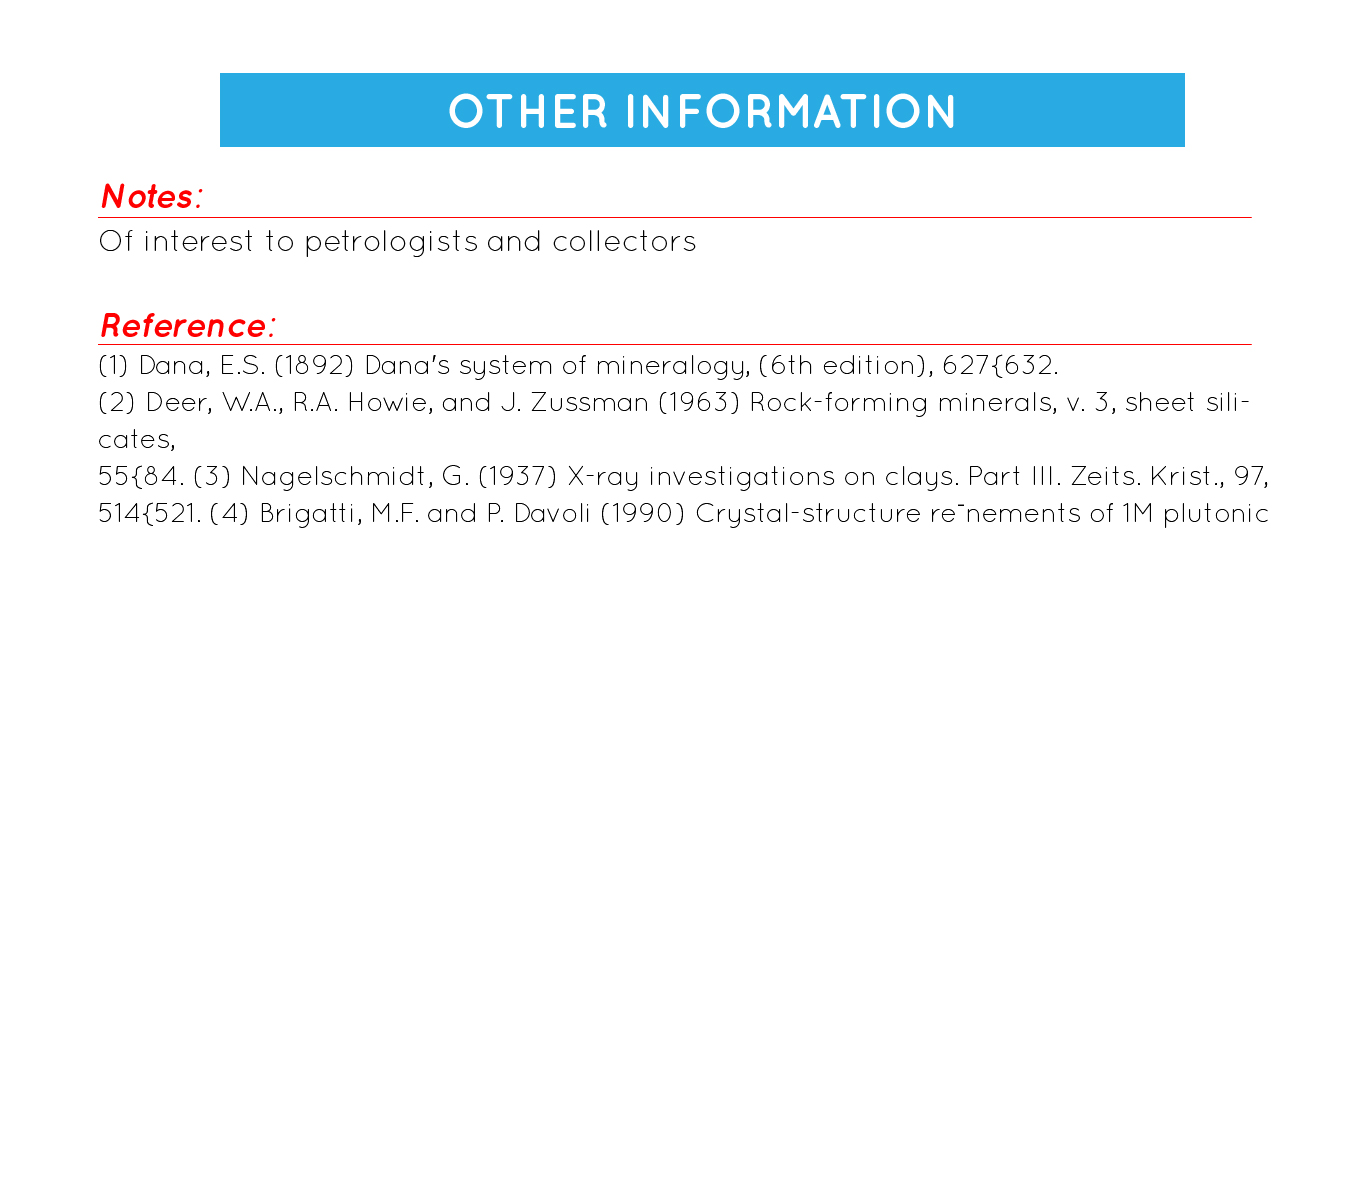 OTHER INFORMATION
Notes:
Of interest to petrologists and collectors
Reference:
(1) Dana, E.S. (1892) Dana's system of mineralogy, (6th edition), 627{632.
(2) Deer, W.A., R.A. Howie, and J. Zussman (1963) Rock-forming minerals, v. 3, sheet sili-
cates,
55{84. (3) Nagelschmidt, G. (1937) X-ray investigations on clays. Part III. Zeits. Krist., 97,
514{521. (4) Brigatti, M.F. and P. Davoli (1990) Crystal-structure re¯nements of 1M plutonic